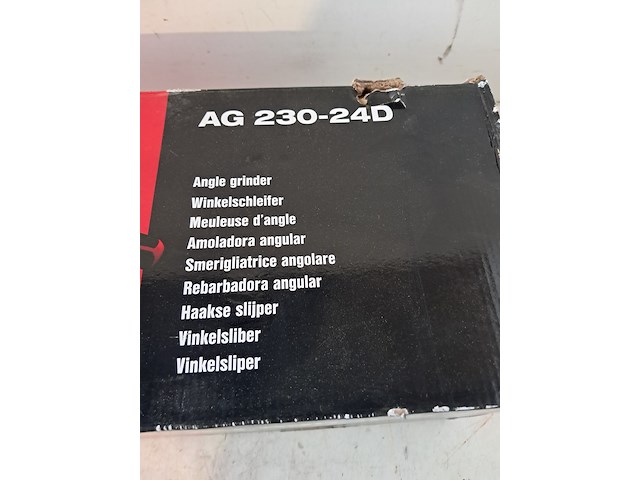 AG 230-24D
Angle grinder
Winkelschleifer
Meuleuse d'angle
Amoladora angular
Smerigliatrice angolare
Rebarbadora angular
Haakse slijper
Vinkelsliber
Vinkelsliper